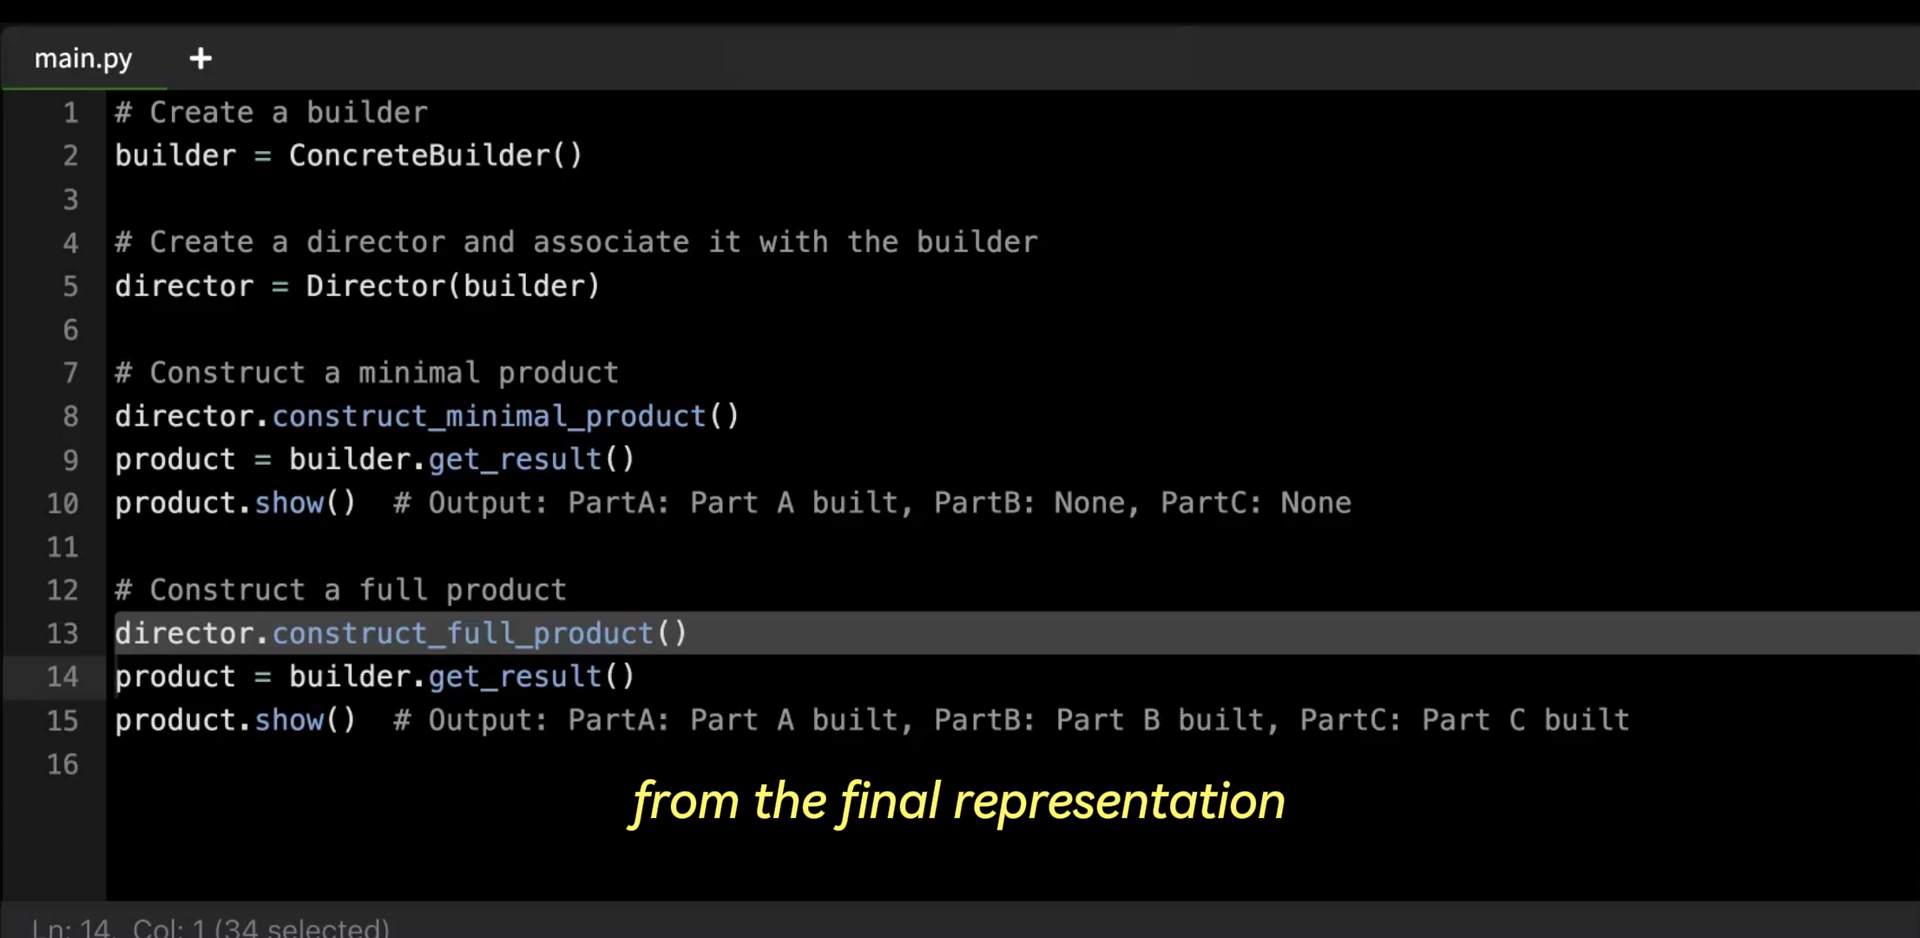 main.py +
1 # Create a builder
2 builder = ConcreteBuilder()
3
4 # Create a director and associate it with the builder
5 director = Director(builder)
6
7 # Construct a minimal product
8 director.construct_minimal_product()
9 product = builder.get_result()
10 product.show()  # Output: PartA: Part A built, PartB: None, PartC: None
11
12 # Construct a full product
13 director.construct_full_product()
14 product = builder.get_result()
15 product.show()  # Output: PartA: Part A built, PartB: Part B built, PartC: Part C built
16
from the final representation
Ln: 14, Col: 1 (34 selected)